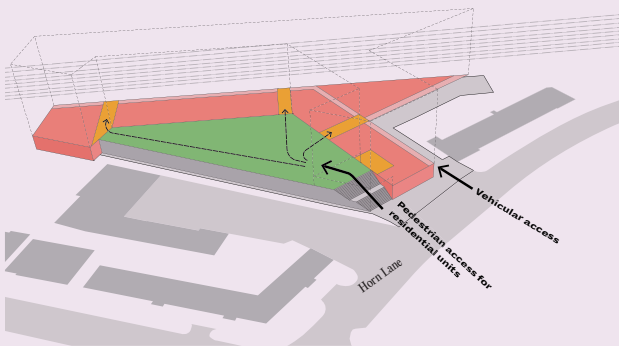 Vehicular access
Pedestrian access for
residential units
Horn Lane